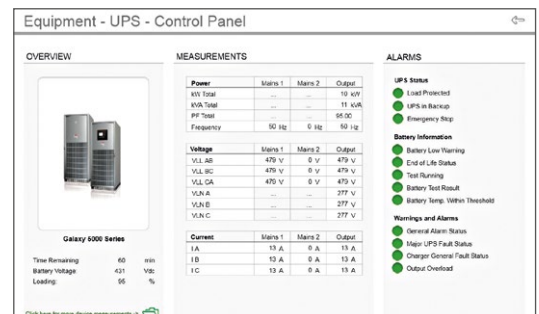 Equipment - UPS - Control Panel
OVERVIEW
Galaxy 5000 Series
Time Remaining 60 min
Battery Voltage 431 Vdc
Loading: 95 %
Click here for more device measurements
MEASUREMENTS
Power Mains 1 Mains 2 Output
kW Total ... ... 10 kW
kVA Total ... ... 11 kVA
PF Total ... ... 95.00
Frequency 50 Hz 0 Hz 50 Hz
Voltage Mains 1 Mains 2 Output
VLL AB 479 V 0 V 479 V
VLL BC 479 V 0 V 479 V
VLL CA 479 V 0 V 479 V
VLN A ... ... 277 V
VLN B ... ... 277 V
VLN C ... ... 277 V
Current Mains 1 Mains 2 Output
I A 13 A 0 A 13 A
I B 13 A 0 A 13 A
I C 13 A 0 A 13 A
ALARMS
UPS Status
Load Protected
UPS in Backup
Emergency Stop
Battery Information
Battery Low Warning
End of Life Status
Test Running
Battery Test Result
Battery Temp. Within Threshold
Warnings and Alarms
General Alarm Status
Major UPS Fault Status
Charger General Fault Status
Output Overload